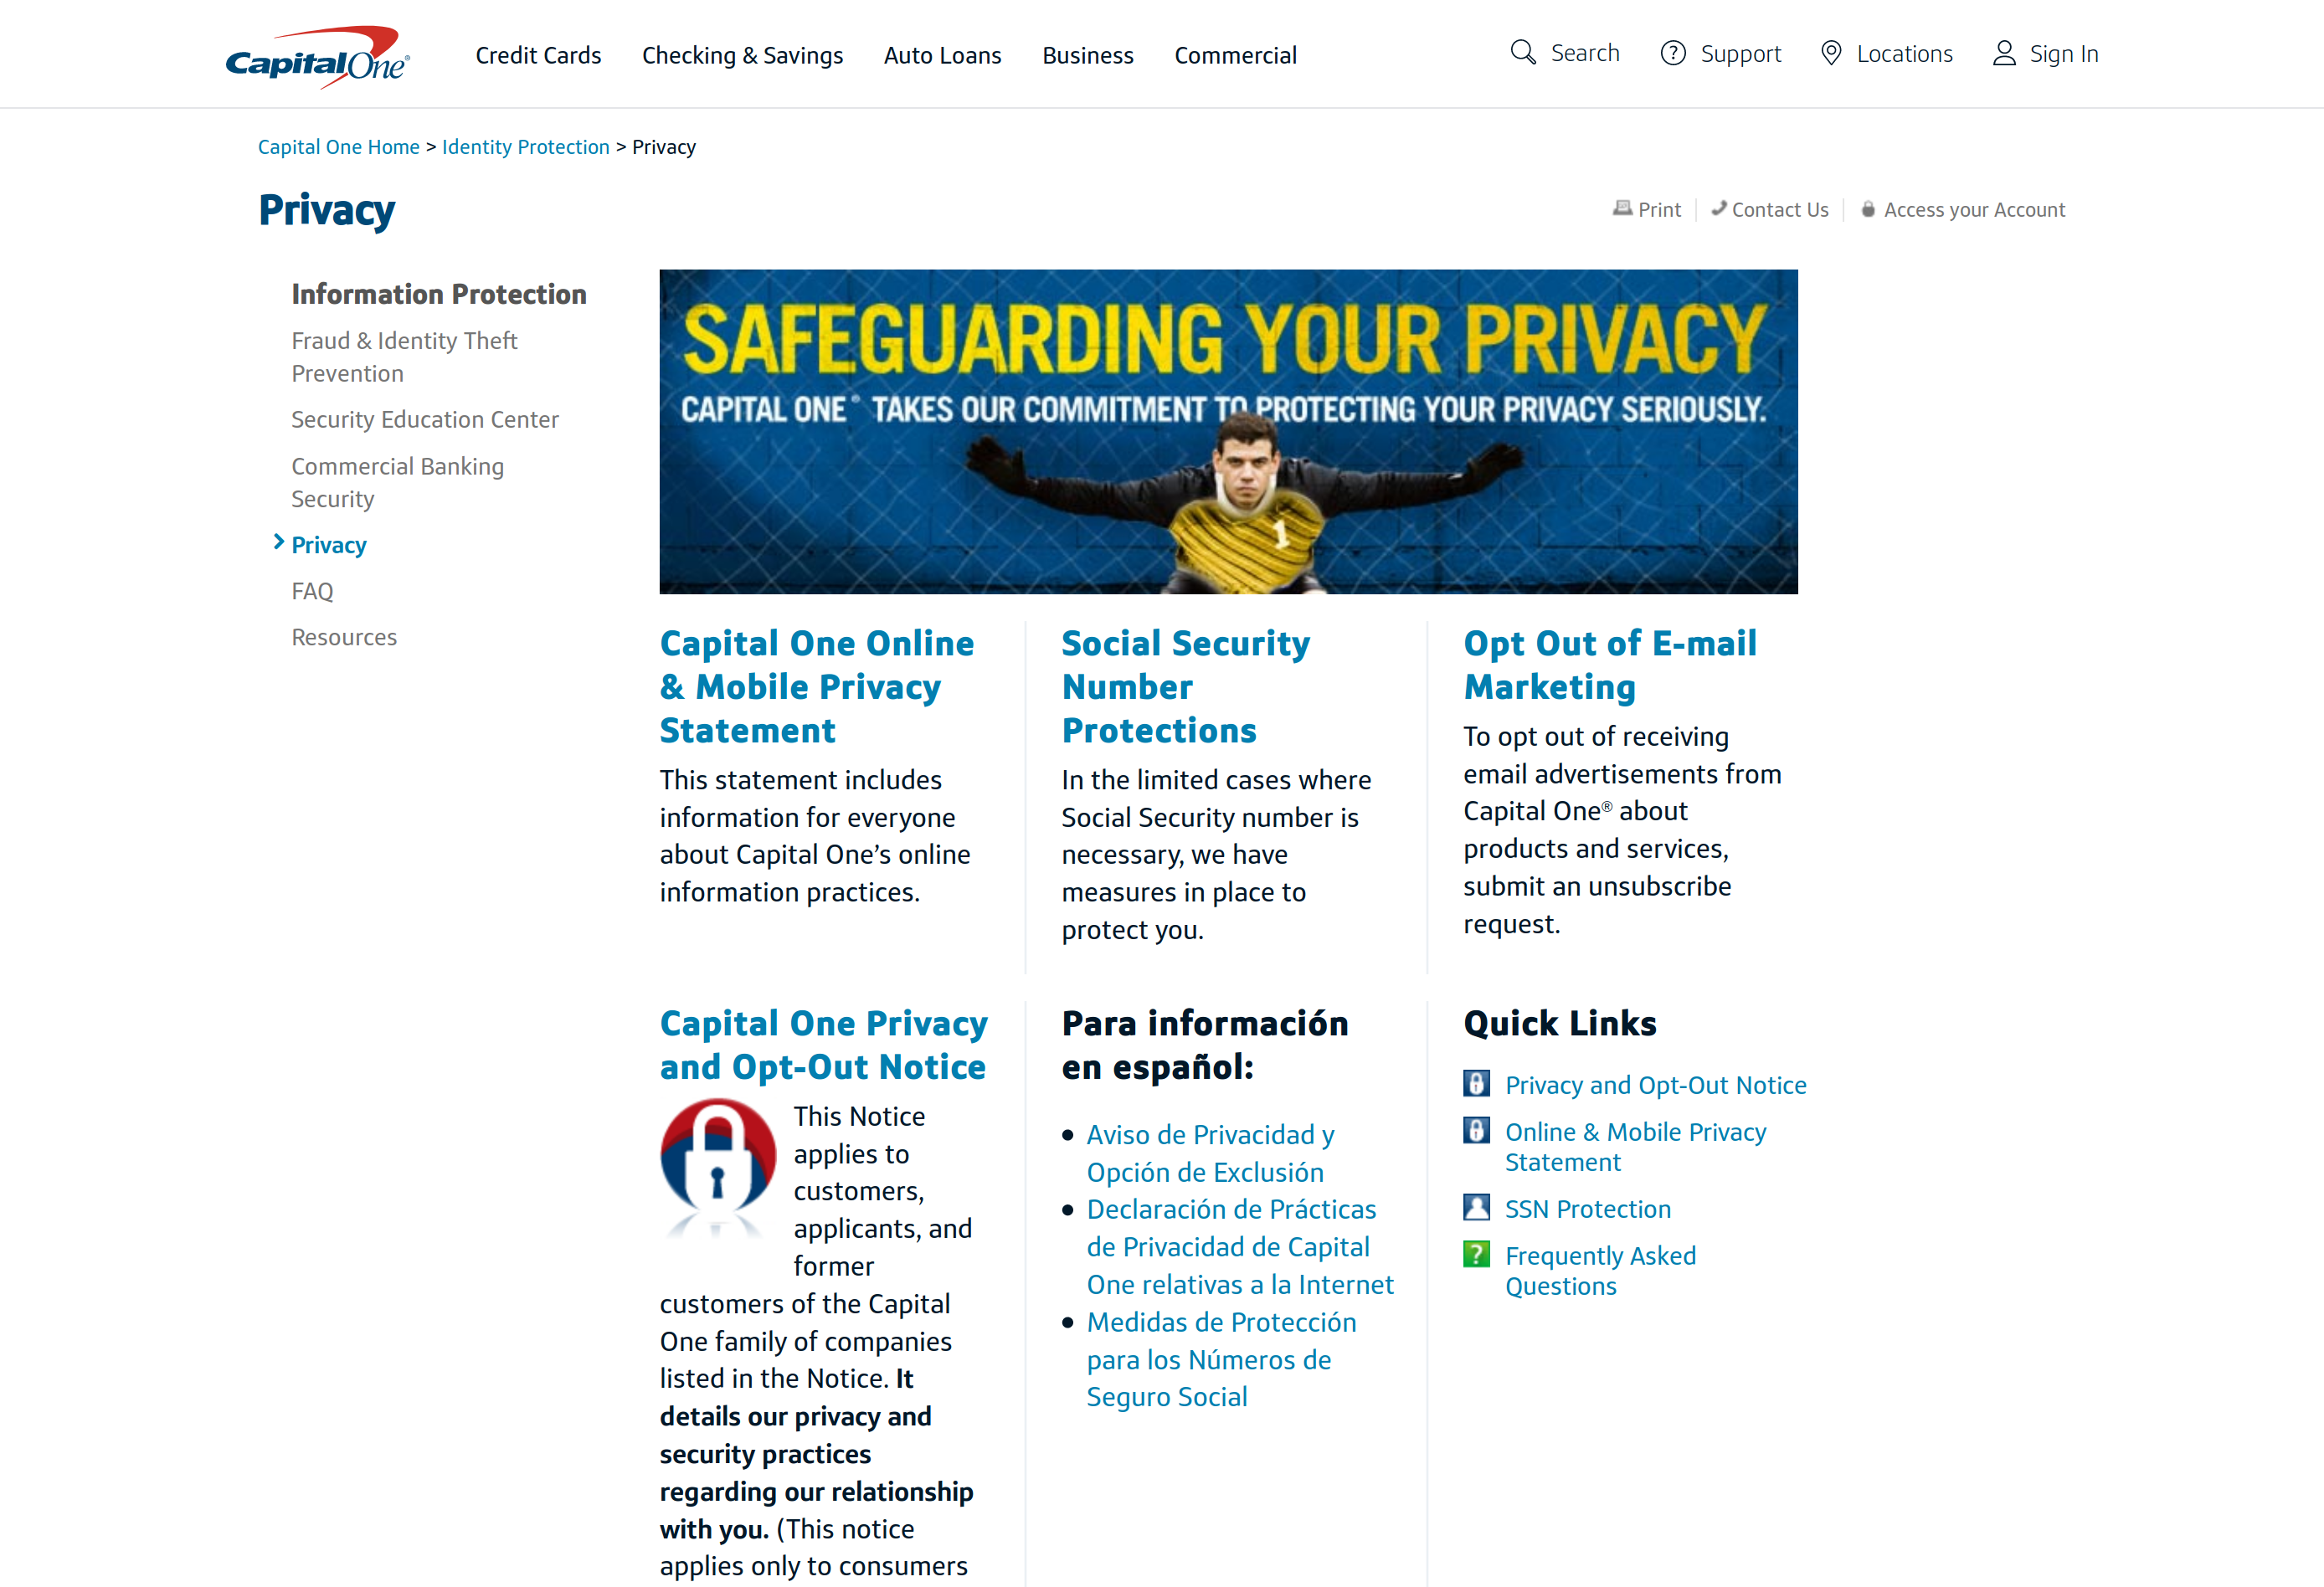 CapitalOne®
Credit Cards
Checking & Savings
Auto Loans
Business
Commercial
Search
Support
Locations
Sign In
Capital One Home > Identity Protection > Privacy
Privacy
Print
Contact Us
Access your Account
Information Protection
Fraud & Identity Theft
Prevention
Security Education Center
Commercial Banking
Security
Privacy
FAQ
Resources
SAFEGUARDING YOUR PRIVACY
CAPITAL ONE® TAKES OUR COMMITMENT TO PROTECTING YOUR PRIVACY SERIOUSLY.
1
Capital One Online
& Mobile Privacy
Statement
This statement includes
information for everyone
about Capital One’s online
information practices.
Social Security
Number
Protections
In the limited cases where
Social Security number is
necessary, we have
measures in place to
protect you.
Opt Out of E-mail
Marketing
To opt out of receiving
email advertisements from
Capital One® about
products and services,
submit an unsubscribe
request.
Capital One Privacy
and Opt-Out Notice
This Notice
applies to
customers,
applicants, and
former
customers of the Capital
One family of companies
listed in the Notice. It
details our privacy and
security practices
regarding our relationship
with you. (This notice
applies only to consumers
Para información
en español:
Aviso de Privacidad y
Opción de Exclusión
Declaración de Prácticas
de Privacidad de Capital
One relativas a la Internet
Medidas de Protección
para los Números de
Seguro Social
Quick Links
Privacy and Opt-Out Notice
Online & Mobile Privacy
Statement
SSN Protection
Frequently Asked
Questions